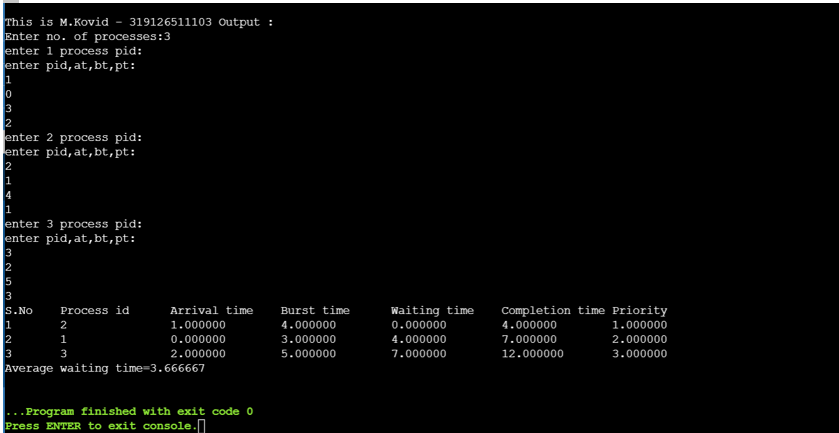 This is M.Kovid - 319126511103 Output :
Enter no. of processes:3
enter 1 process pid:
enter pid,at,bt,pt:
1
0
3
2
enter 2 process pid:
enter pid,at,bt,pt:
2
1
4
1
enter 3 process pid:
enter pid,at,bt,pt:
3
2
5
3
S.No Process id Arrival time Burst time Waiting time Completion time Priority
1 2 1.000000 4.000000 0.000000 4.000000 1.000000
2 1 0.000000 3.000000 4.000000 7.000000 2.000000
3 3 2.000000 5.000000 7.000000 12.000000 3.000000
Average waiting time=3.666667
...Program finished with exit code 0
Press ENTER to exit console.